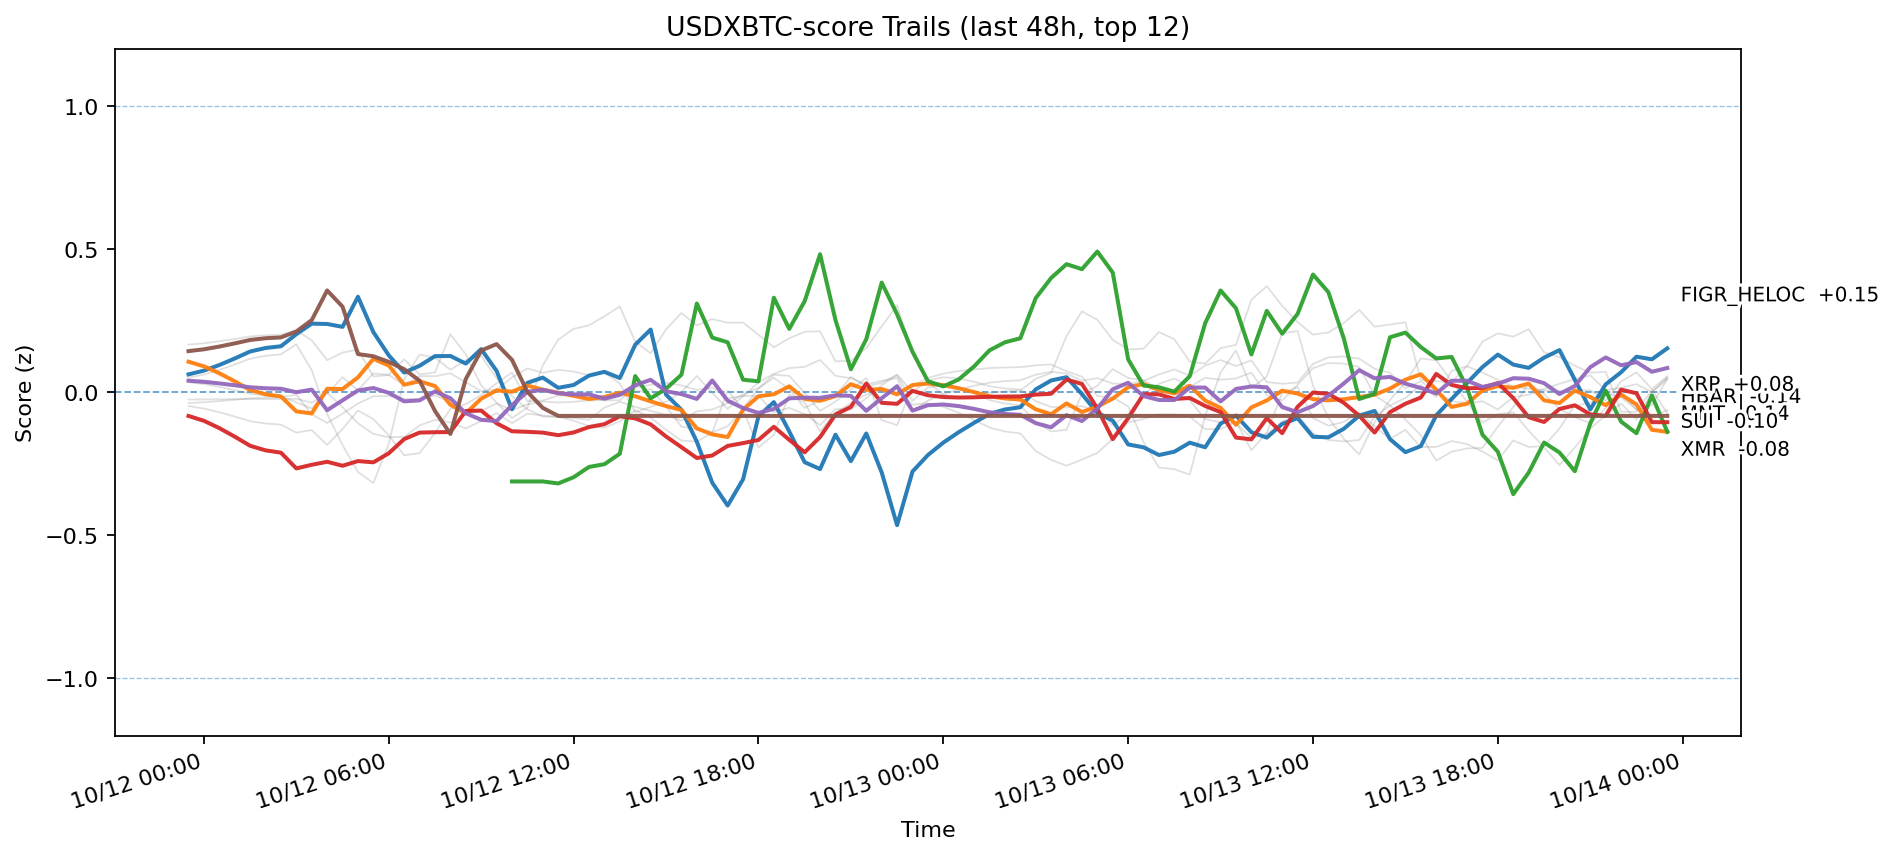 USDXBTC-score Trails (last 48h, top 12)
Score (z)
1.0
0.5
0.0
−0.5
−1.0
FIGR_HELOC +0.15
XRP +0.08
HBAR -0.14
MNT -0.14
SUI -0.10
XMR -0.08
10/12 00:00
10/12 06:00
10/12 12:00
10/12 18:00
10/13 00:00
10/13 06:00
10/13 12:00
10/13 18:00
10/14 00:00
Time